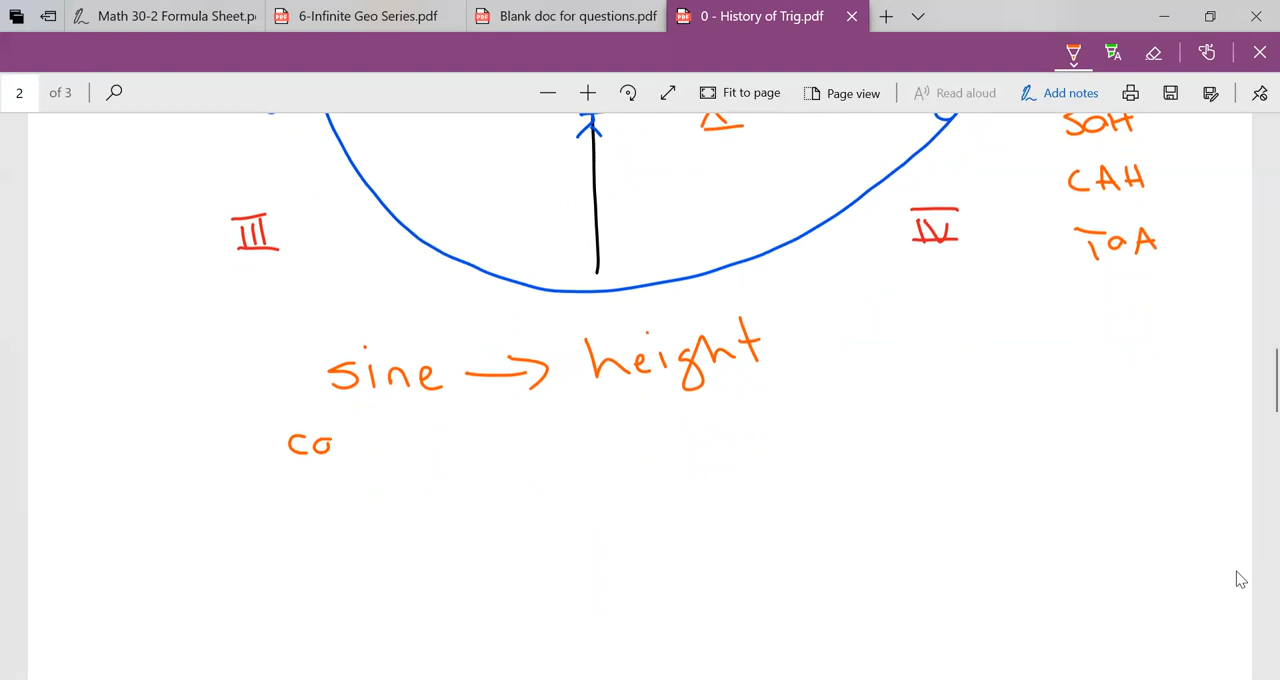 Math 30-2 Formula Sheet.p
6-Infinite Geo Series.pdf
Blank doc for questions.pdf
0 - History of Trig.pdf
2 of 3
Fit to page
Page view
Read aloud
Add notes
SOH
CAH
TOA
III
IV
sine → height
co